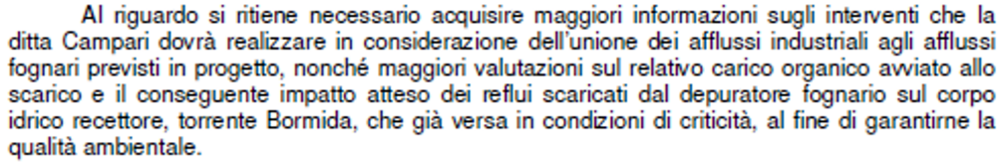 Al riguardo si ritiene necessario acquisire maggiori informazioni sugli interventi che la
ditta Campari dovrà realizzare in considerazione dell'unione dei afflussi industriali agli afflussi
fognari previsti in progetto, nonché maggiori valutazioni sul relativo carico organico avviato allo
scarico e il conseguente impatto atteso dei reflui scaricati dal depuratore fognario sul corpo
idrico recettore, torrente Bormida, che già versa in condizioni di criticità, al fine di garantirne la
qualità ambientale.